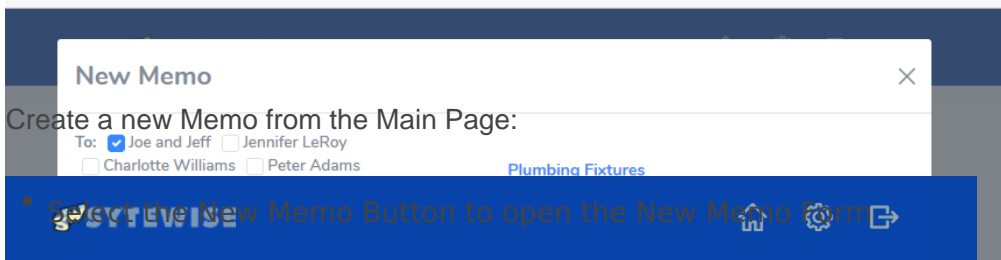 New Memo
Create a new Memo from the Main Page:
To: Joe and Jeff Jennifer LeRoy
Charlotte Williams Peter Adams
Plumbing Fixtures
• Select the New Memo Button to open the New Memo Form